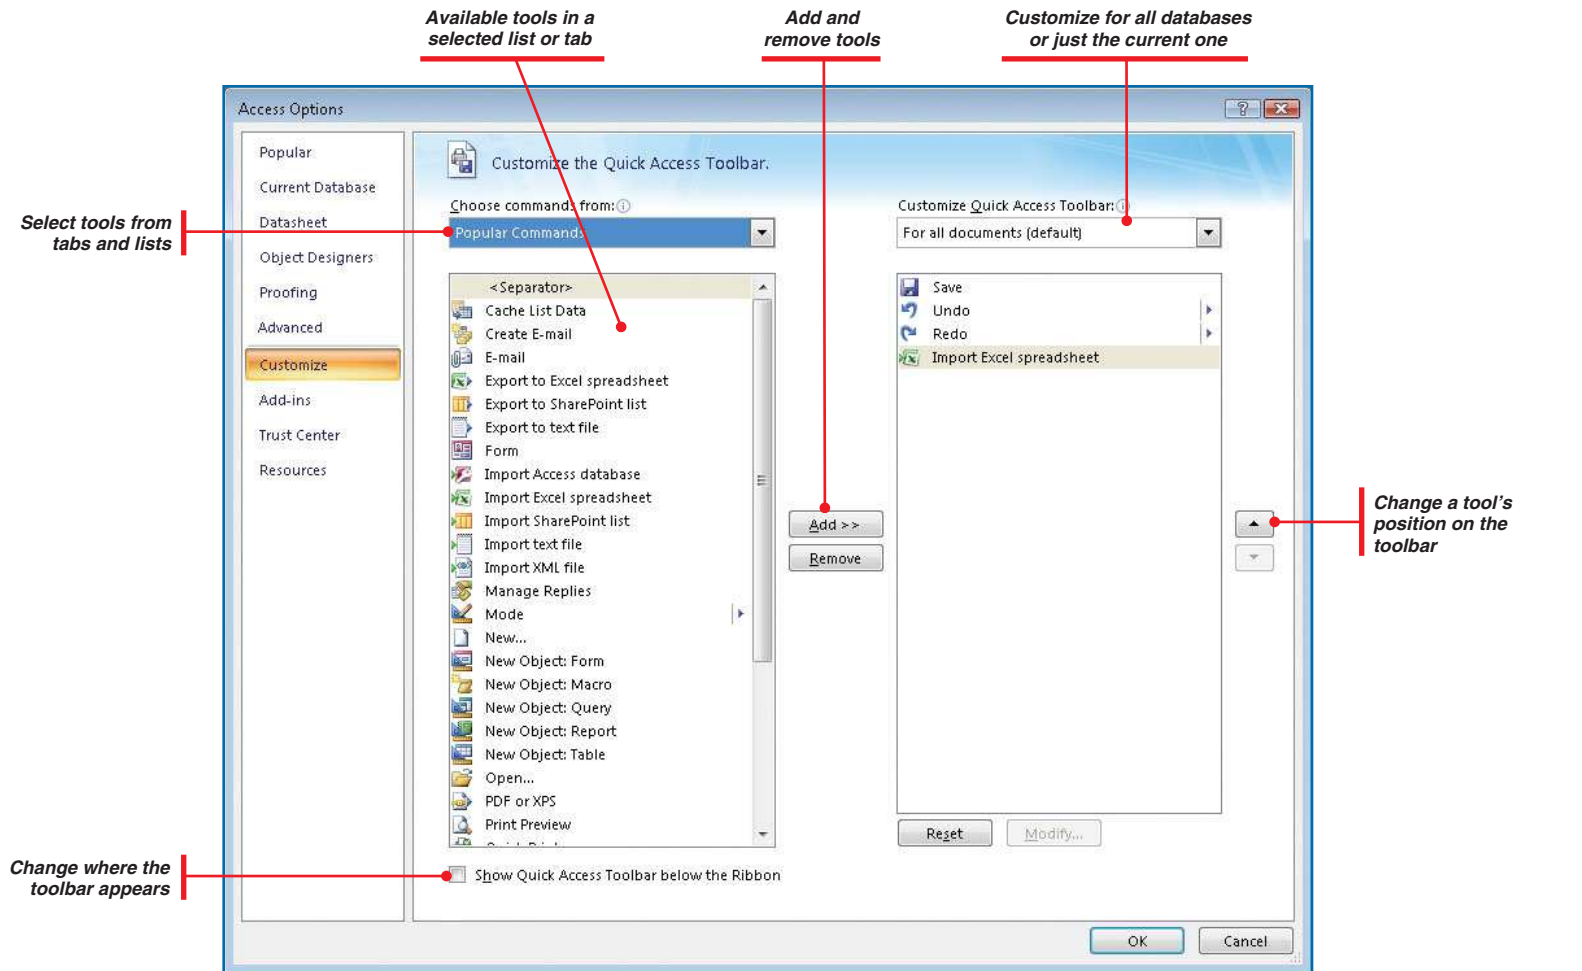 Available tools in a
selected list or tab
Add and
remove tools
Customize for all databases
or just the current one
Access Options
?
Popular
Current Database
Datasheet
Object Designers
Proofing
Advanced
Customize
Add-ins
Trust Center
Resources
Customize the Quick Access Toolbar.
Choose commands from:
Popular Commands
<Separator>
Cache List Data
Create E-mail
E-mail
Export to Excel spreadsheet
Export to SharePoint list
Export to text file
Form
Import Access database
Import Excel spreadsheet
Import SharePoint list
Import text file
Import XML file
Manage Replies
Mode
New...
New Object: Form
New Object: Macro
New Object: Query
New Object: Report
New Object: Table
Open...
PDF or XPS
Print Preview
Show Quick Access Toolbar below the Ribbon
Add >>
Remove
Customize Quick Access Toolbar:
For all documents (default)
Save
Undo
Redo
Import Excel spreadsheet
Reset
Modify...
OK
Cancel
Select tools from
tabs and lists
Change where the
toolbar appears
Change a tool's
position on the
toolbar